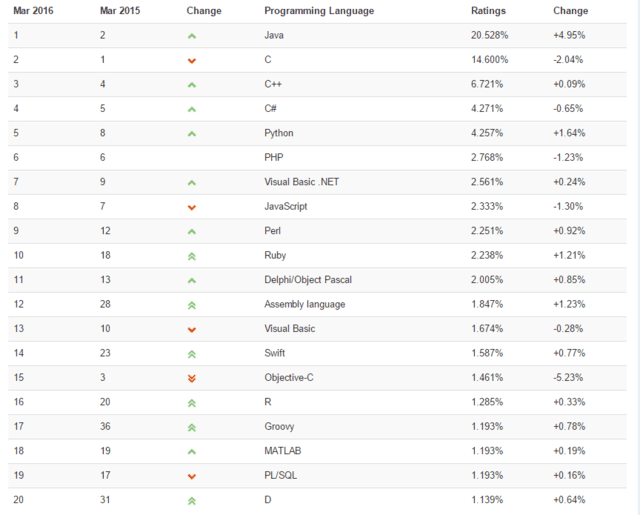 Mar 2016 Mar 2015 Change Programming Language Ratings Change
1 2 Java 20.528% +4.95%
2 1 C 14.600% -2.04%
3 4 C++ 6.721% +0.09%
4 5 C# 4.271% -0.65%
5 8 Python 4.257% +1.64%
6 6 PHP 2.768% -1.23%
7 9 Visual Basic .NET 2.561% +0.24%
8 7 JavaScript 2.333% -1.30%
9 12 Perl 2.251% +0.92%
10 18 Ruby 2.238% +1.21%
11 13 Delphi/Object Pascal 2.005% +0.85%
12 28 Assembly language 1.847% +1.23%
13 10 Visual Basic 1.674% -0.28%
14 23 Swift 1.587% +0.77%
15 3 Objective-C 1.461% -5.23%
16 20 R 1.285% +0.33%
17 36 Groovy 1.193% +0.78%
18 19 MATLAB 1.193% +0.19%
19 17 PL/SQL 1.193% +0.16%
20 31 D 1.139% +0.64%